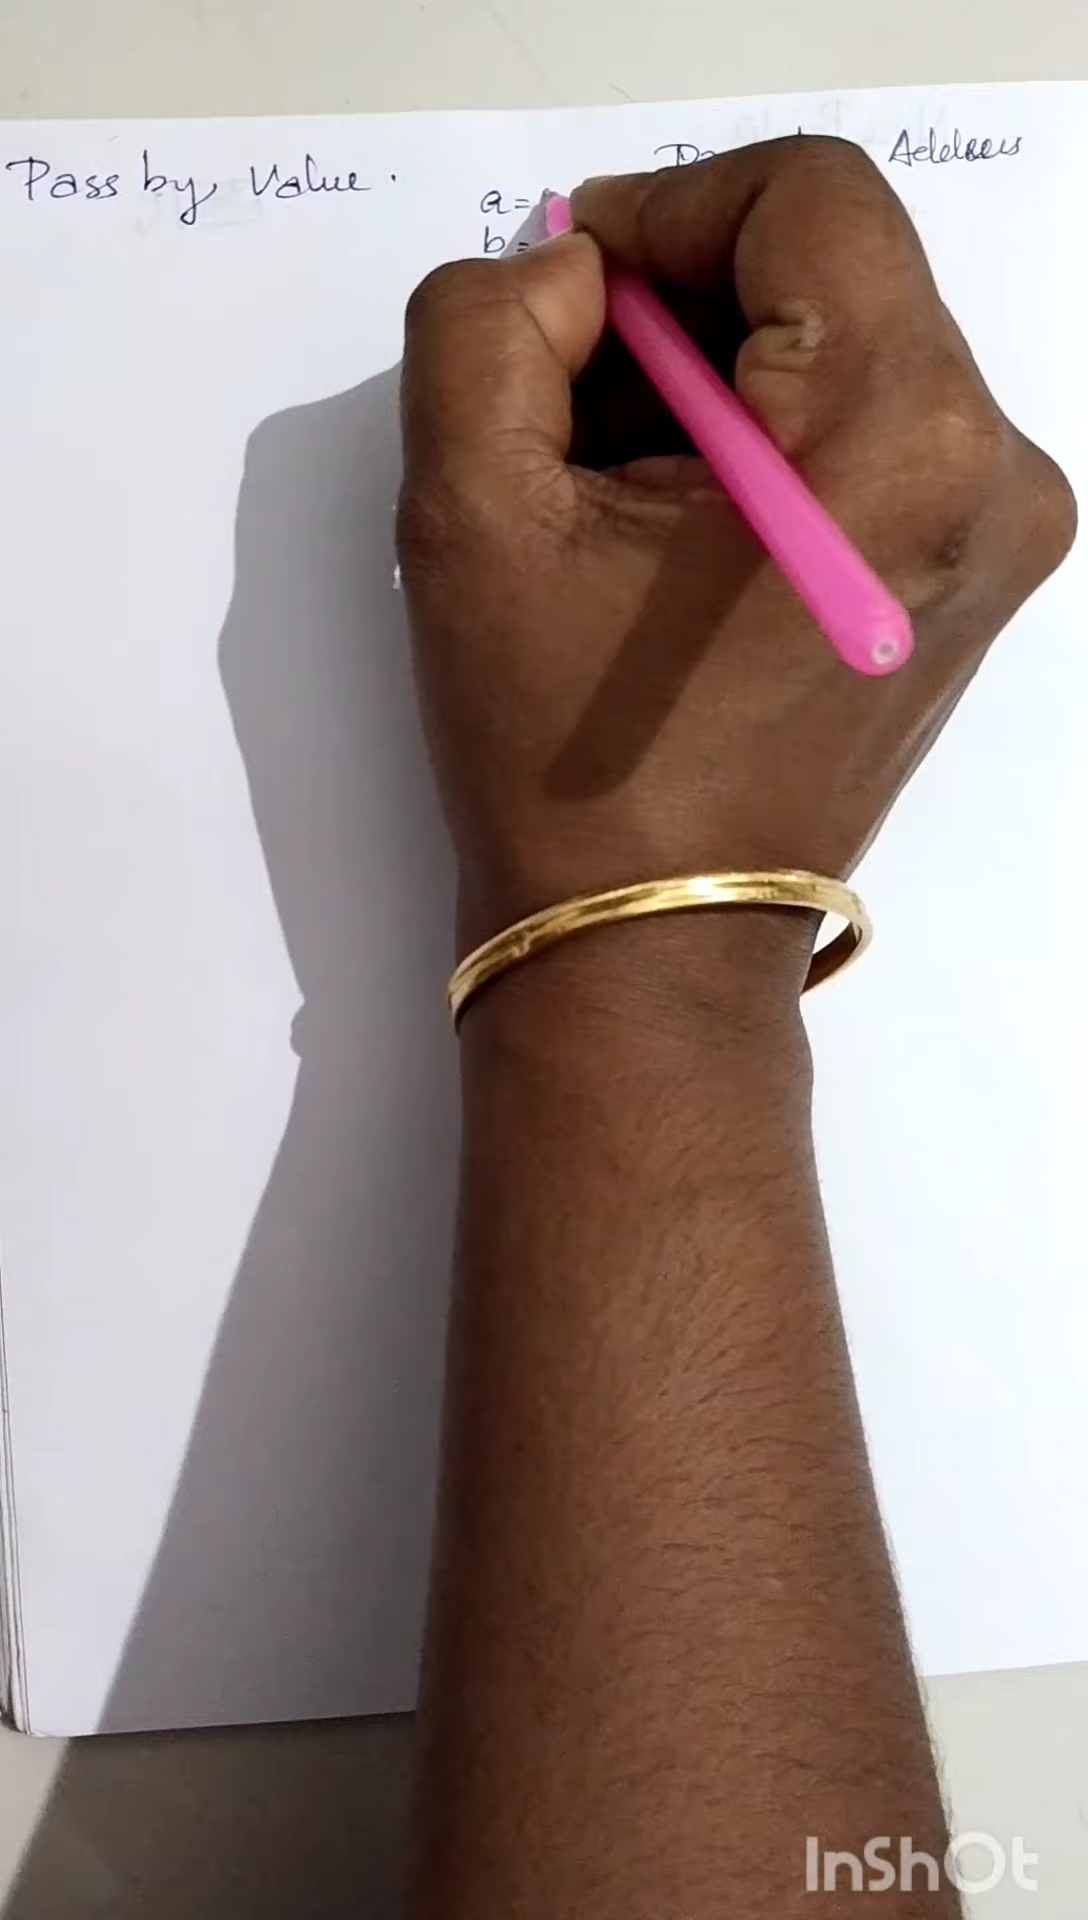 Pass by Value.
Address
a =
b =
InShOt